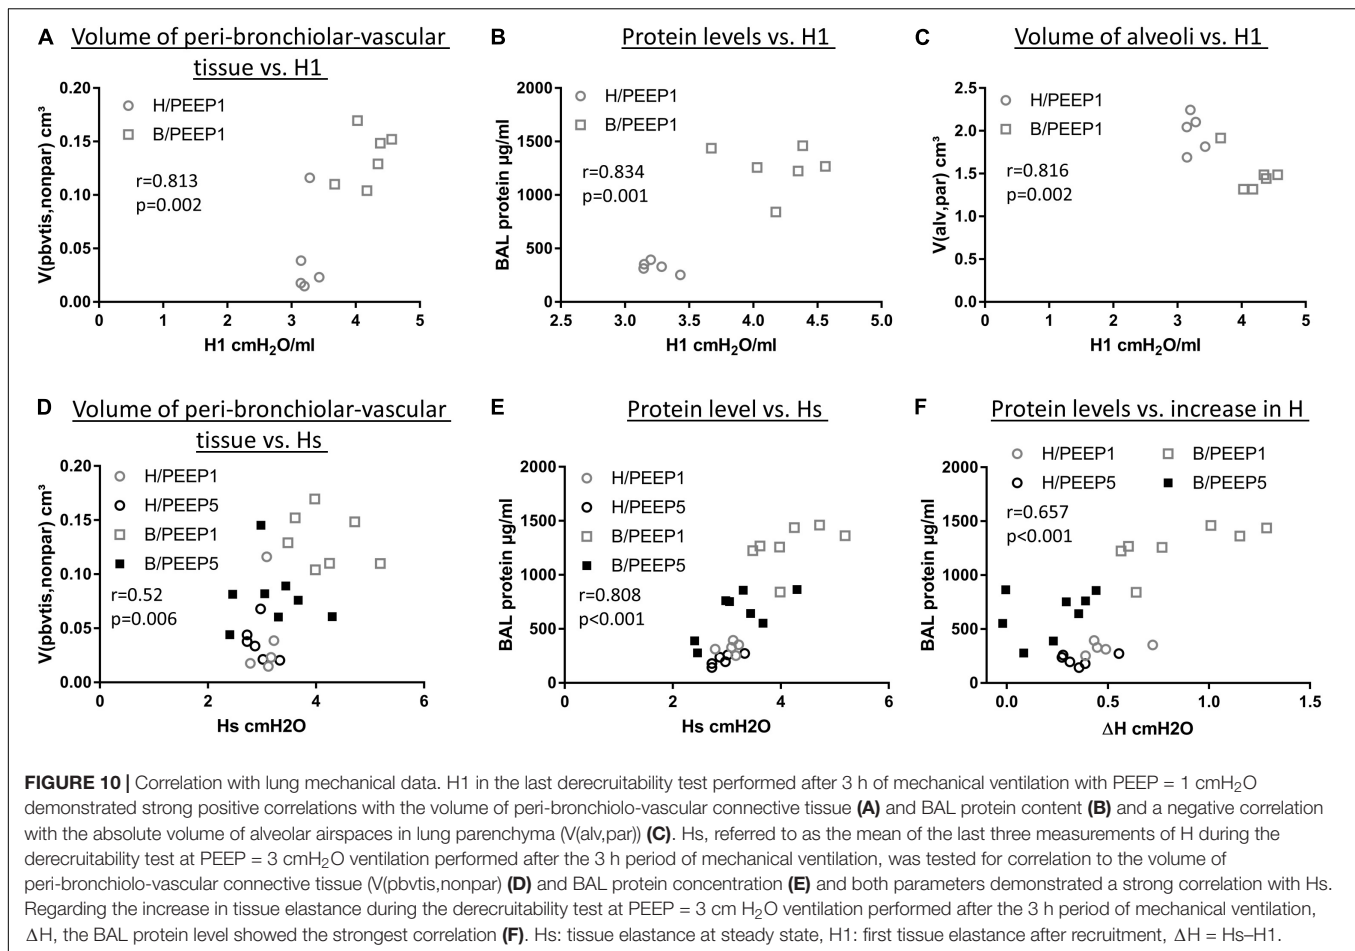 A Volume of peri-bronchiolar-vascular
tissue vs. H1
V(pbvtis,nonpar) cm³
0.20
0.15
0.10
0.05
0.00
H/PEEP1
B/PEEP1
r=0.813
p=0.002
0 1 2 3 4 5
H1 cmH₂O/ml
B Protein levels vs. H1
BAL protein µg/ml
2000
1500
1000
500
0
H/PEEP1
B/PEEP1
r=0.834
p=0.001
2.5 3.0 3.5 4.0 4.5 5.0
H1 cmH₂O/ml
C Volume of alveoli vs. H1
V(alv,par) cm³
2.5
2.0
1.5
1.0
0.5
0.0
H/PEEP1
B/PEEP1
r=0.816
p=0.002
0 1 2 3 4 5
H1 cmH₂O/ml
D Volume of peri-bronchiolar-vascular
tissue vs. Hs
V(pbvtis,nonpar) cm³
0.20
0.15
0.10
0.05
0.00
H/PEEP1
H/PEEP5
B/PEEP1
B/PEEP5
r=0.52
p=0.006
2 4 6
Hs cmH2O
E Protein level vs. Hs
BAL protein µg/ml
2000
1500
1000
500
0
H/PEEP1
H/PEEP5
B/PEEP1
B/PEEP5
r=0.808
p<0.001
2 4 6
Hs cmH2O
F Protein levels vs. increase in H
H/PEEP1 B/PEEP1
H/PEEP5 B/PEEP5
BAL protein µg/ml
2000
1500
1000
500
0
r=0.657
p<0.001
0.0 0.5 1.0 1.5
ΔH cmH2O
FIGURE 10 | Correlation with lung mechanical data. H1 in the last derecruitability test performed after 3 h of mechanical ventilation with PEEP = 1 cmH₂O
demonstrated strong positive correlations with the volume of peri-bronchiolo-vascular connective tissue (A) and BAL protein content (B) and a negative correlation
with the absolute volume of alveolar airspaces in lung parenchyma (V(alv,par)) (C). Hs, referred to as the mean of the last three measurements of H during the
derecruitability test at PEEP = 3 cmH₂O ventilation performed after the 3 h period of mechanical ventilation, was tested for correlation to the volume of
peri-bronchiolo-vascular connective tissue (V(pbvtis,nonpar) (D) and BAL protein concentration (E) and both parameters demonstrated a strong correlation with Hs.
Regarding the increase in tissue elastance during the derecruitability test at PEEP = 3 cm H₂O ventilation performed after the 3 h period of mechanical ventilation,
ΔH, the BAL protein level showed the strongest correlation (F). Hs: tissue elastance at steady state, H1: first tissue elastance after recruitment, ΔH = Hs–H1.